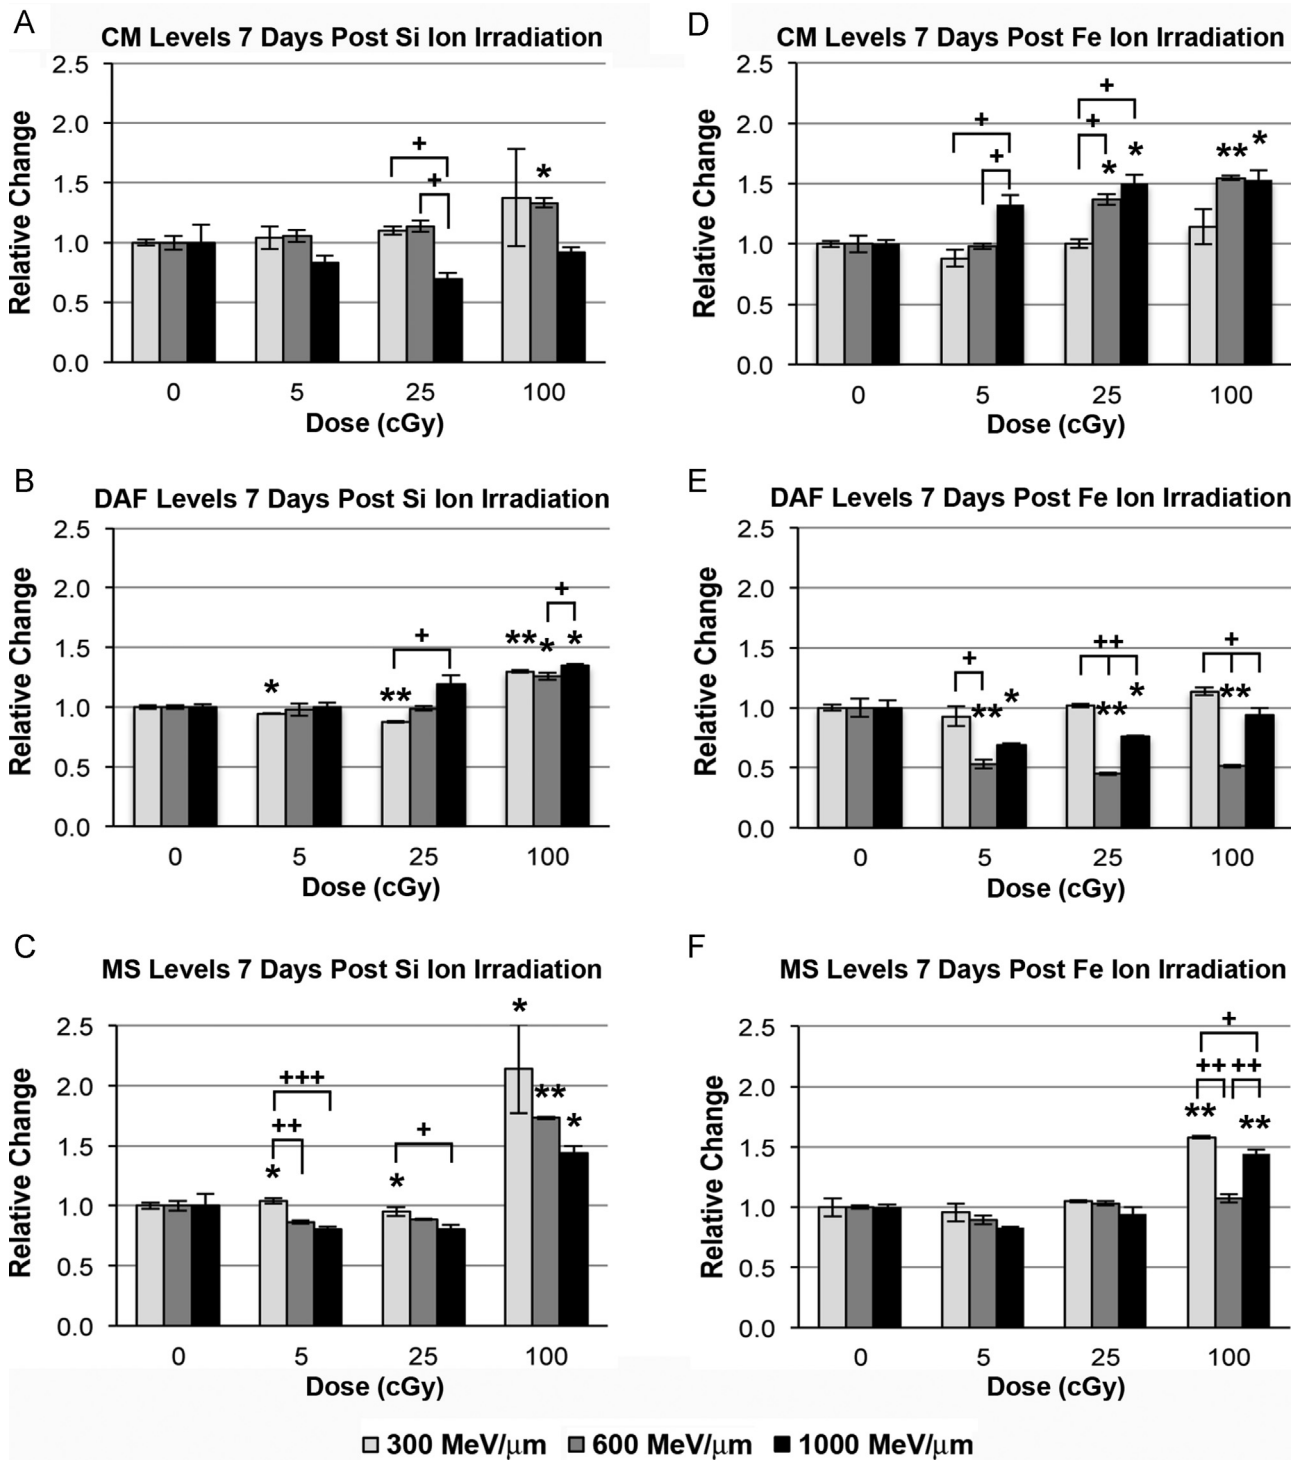 A
CM Levels 7 Days Post Si Ion Irradiation
2.5
2.0
1.5
1.0
0.5
0.0
Relative Change
+
+
*
0 5 25 100
Dose (cGy)
B
DAF Levels 7 Days Post Si Ion Irradiation
2.5
2.0
1.5
1.0
0.5
0.0
Relative Change
*
**
+
** * *
+
0 5 25 100
Dose (cGy)
C
MS Levels 7 Days Post Si Ion Irradiation
2.5
2.0
1.5
1.0
0.5
0.0
Relative Change
+++
++
*
+
*
*
**
*
0 5 25 100
Dose (cGy)
D
CM Levels 7 Days Post Fe Ion Irradiation
2.5
2.0
1.5
1.0
0.5
0.0
Relative Change
+
+
+
+
*
*
**
*
0 5 25 100
Dose (cGy)
E
DAF Levels 7 Days Post Fe Ion Irradiation
2.5
2.0
1.5
1.0
0.5
0.0
Relative Change
+
** *
++
** *
+
**
0 5 25 100
Dose (cGy)
F
MS Levels 7 Days Post Fe Ion Irradiation
2.5
2.0
1.5
1.0
0.5
0.0
Relative Change
+
++ ++
**
**
0 5 25 100
Dose (cGy)
300 MeV/μm 600 MeV/μm 1000 MeV/μm